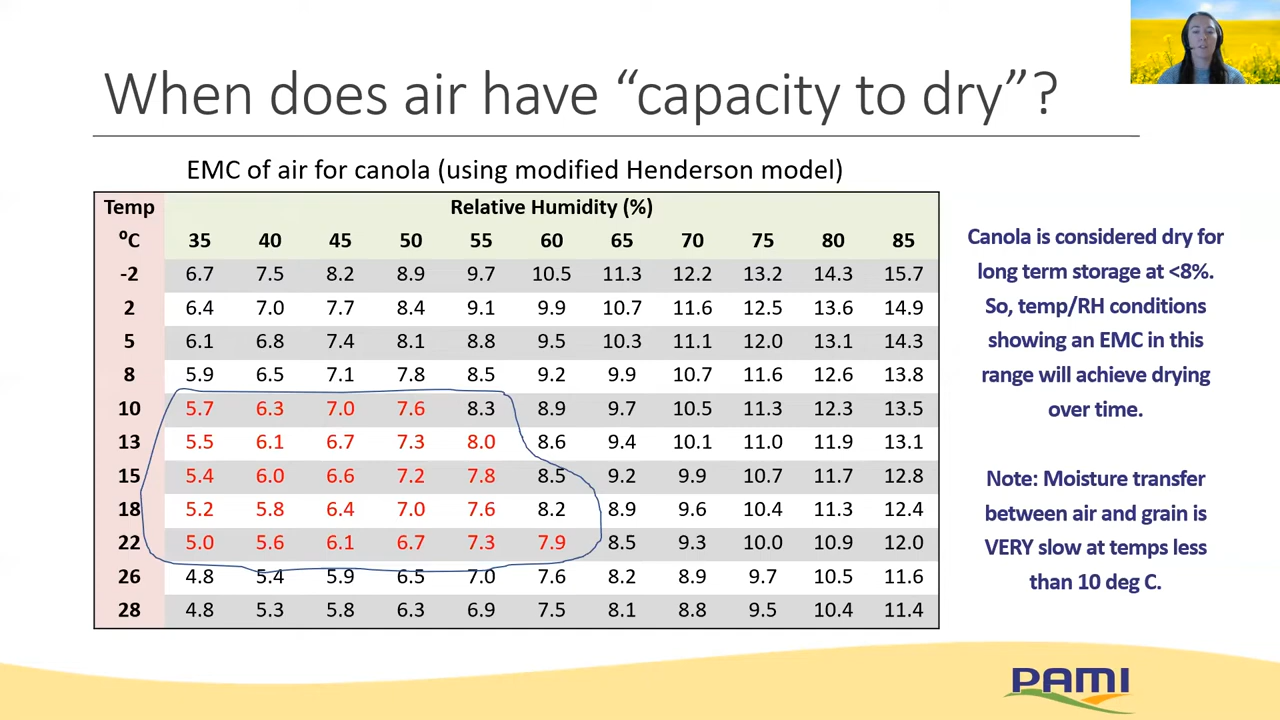 When does air have “capacity to dry”?
EMC of air for canola (using modified Henderson model)
Temp Relative Humidity (%)
⁰C 35 40 45 50 55 60 65 70 75 80 85
-2 6.7 7.5 8.2 8.9 9.7 10.5 11.3 12.2 13.2 14.3 15.7
2 6.4 7.0 7.7 8.4 9.1 9.9 10.7 11.6 12.5 13.6 14.9
5 6.1 6.8 7.4 8.1 8.8 9.5 10.3 11.1 12.0 13.1 14.3
8 5.9 6.5 7.1 7.8 8.5 9.2 9.9 10.7 11.6 12.6 13.8
10 5.7 6.3 7.0 7.6 8.3 8.9 9.7 10.5 11.3 12.3 13.5
13 5.5 6.1 6.7 7.3 8.0 8.6 9.4 10.1 11.0 11.9 13.1
15 5.4 6.0 6.6 7.2 7.8 8.5 9.2 9.9 10.7 11.7 12.8
18 5.2 5.8 6.4 7.0 7.6 8.2 8.9 9.6 10.4 11.3 12.4
22 5.0 5.6 6.1 6.7 7.3 7.9 8.5 9.3 10.0 10.9 12.0
26 4.8 5.4 5.9 6.5 7.0 7.6 8.2 8.9 9.7 10.5 11.6
28 4.8 5.3 5.8 6.3 6.9 7.5 8.1 8.8 9.5 10.4 11.4
Canola is considered dry for
long term storage at <8%.
So, temp/RH conditions
showing an EMC in this
range will achieve drying
over time.
Note: Moisture transfer
between air and grain is
VERY slow at temps less
than 10 deg C.
PAMI